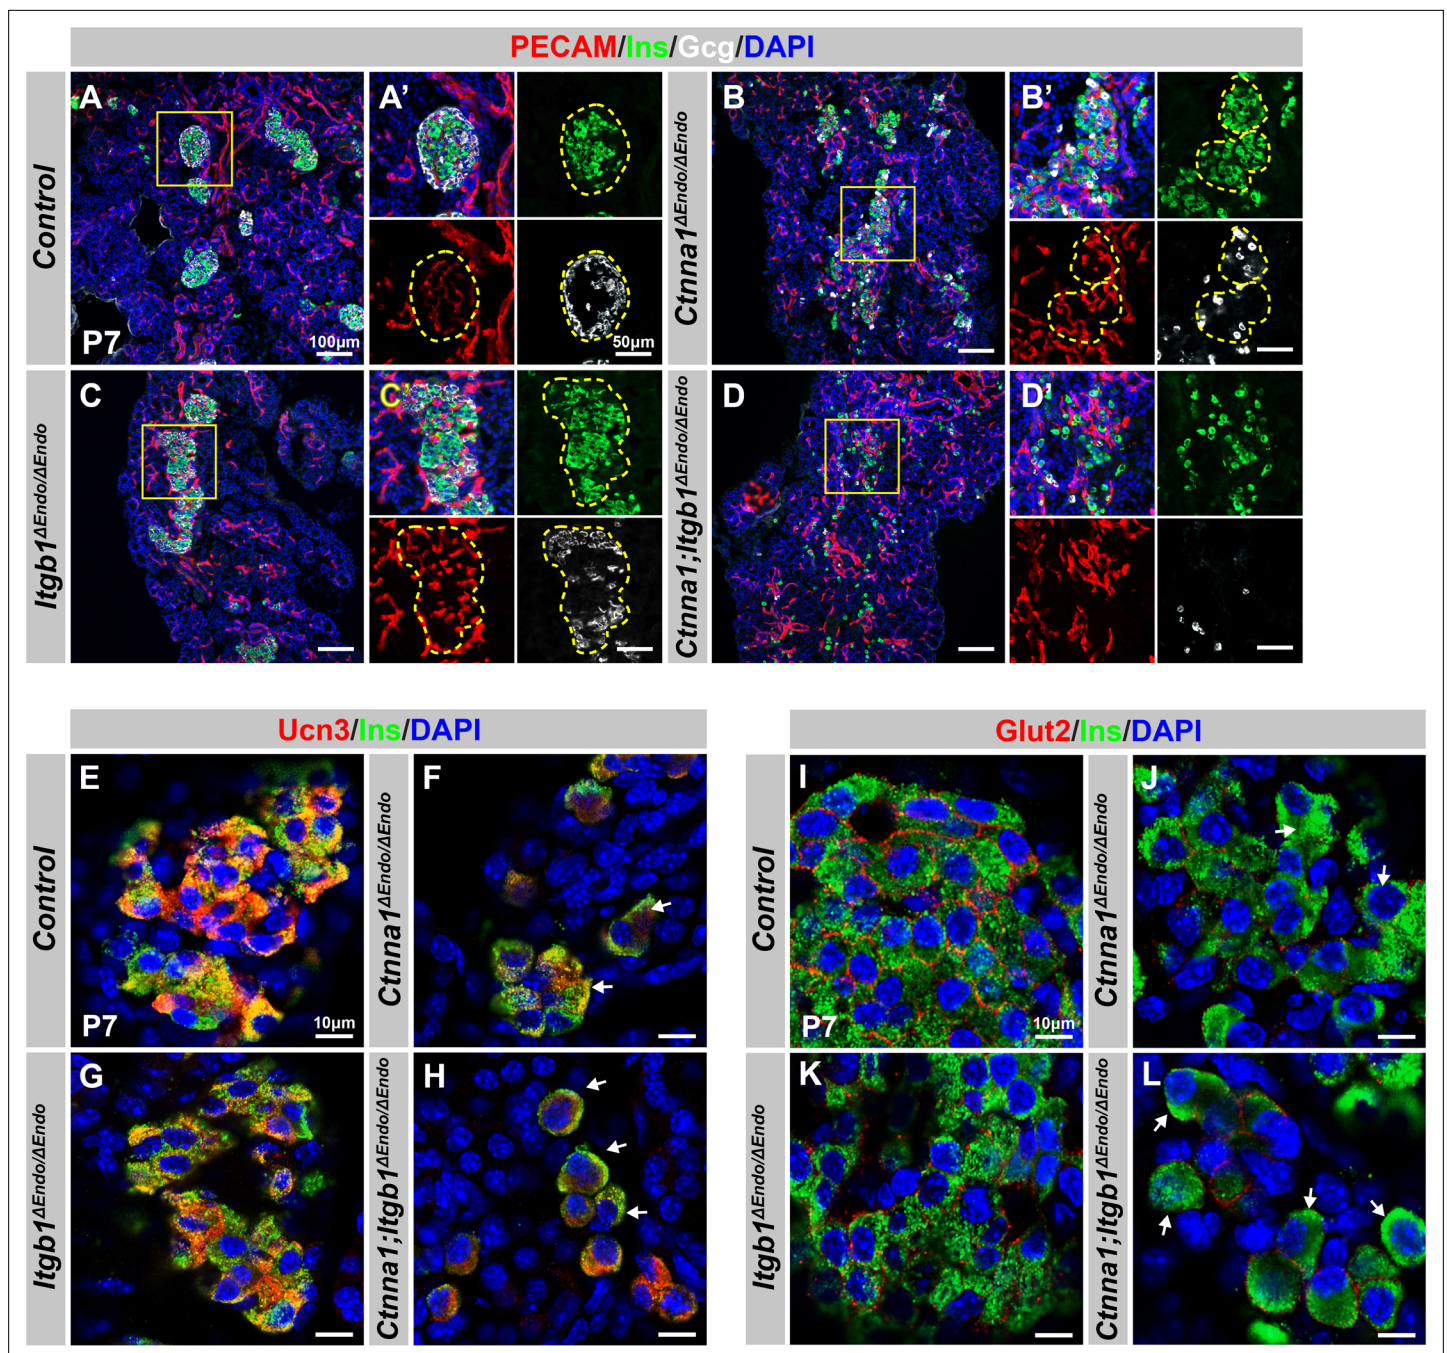 PECAM/Ins/Gcg/DAPI
Control
A
P7
100µm
A’
50µm
Ctnna1ΔEndo/ΔEndo
B
B’
Itgb1ΔEndo/ΔEndo
C
C’
Ctnna1;Itgb1ΔEndo/ΔEndo
D
D’
Ucn3/Ins/DAPI
Control
E
P7
10µm
Ctnna1ΔEndo/ΔEndo
F
Itgb1ΔEndo/ΔEndo
G
Ctnna1;Itgb1ΔEndo/ΔEndo
H
Glut2/Ins/DAPI
Control
I
P7
10µm
Ctnna1ΔEndo/ΔEndo
J
Itgb1ΔEndo/ΔEndo
K
Ctnna1;Itgb1ΔEndo/ΔEndo
L